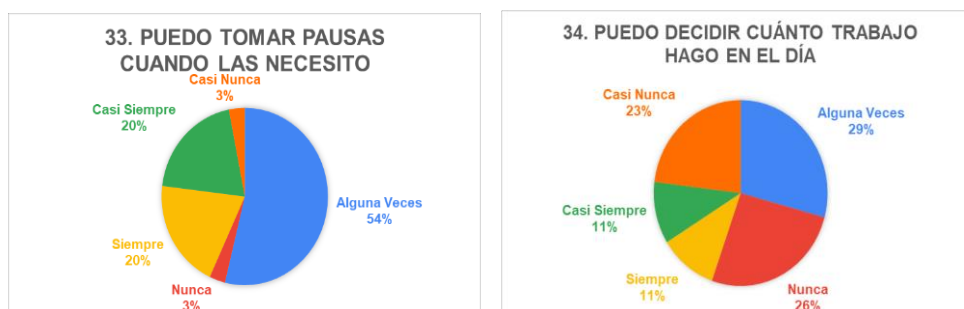 33. PUEDO TOMAR PAUSAS
CUANDO LAS NECESITO
Casi Nunca
3%
Casi Siempre
20%
Alguna Veces
54%
Siempre
20%
Nunca
3%
34. PUEDO DECIDIR CUÁNTO TRABAJO
HAGO EN EL DÍA
Casi Nunca
23%
Alguna Veces
29%
Casi Siempre
11%
Siempre
11%
Nunca
26%